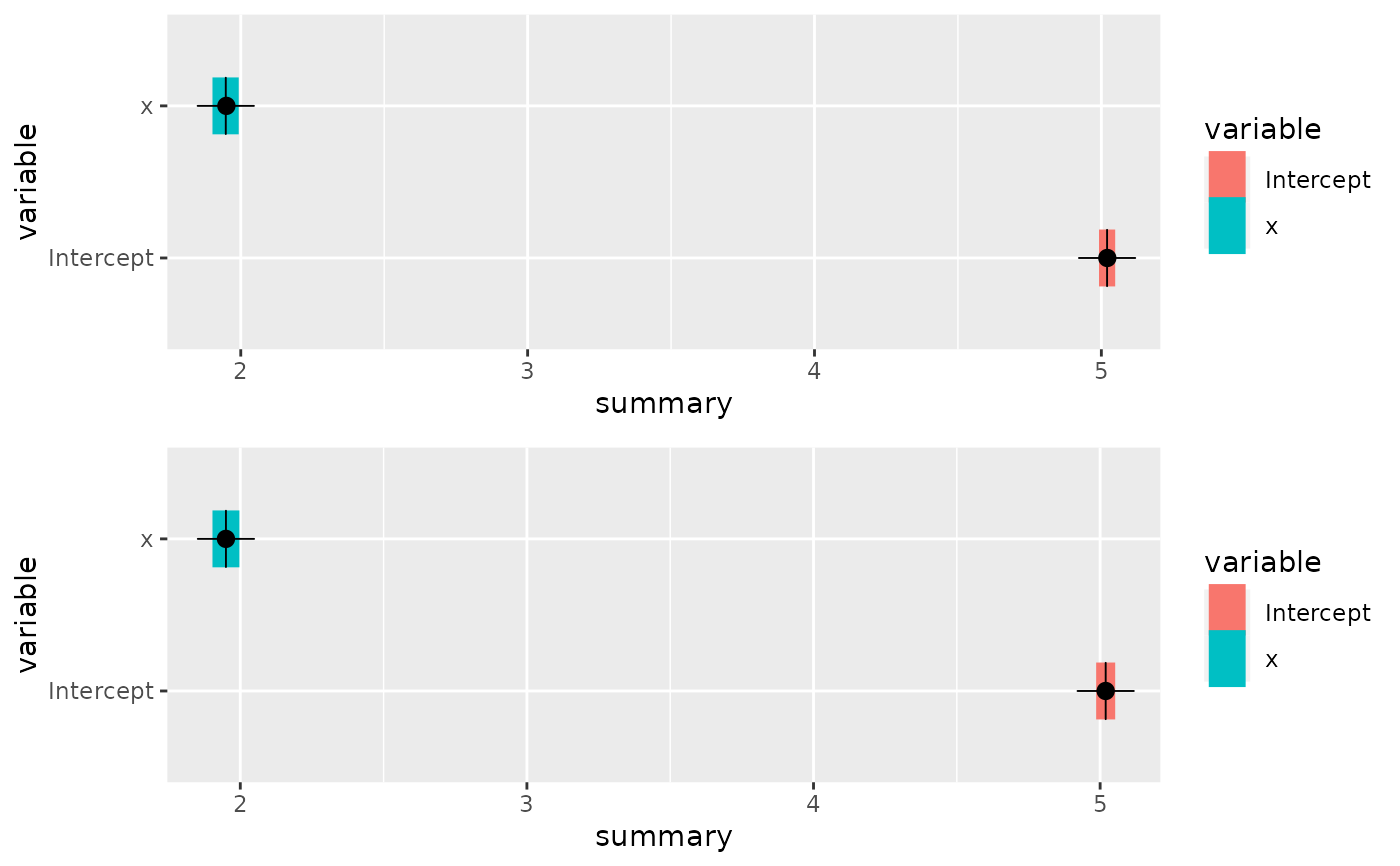 variable
x
Intercept
2 3 4 5
summary
variable
Intercept
x
variable
x
Intercept
2 3 4 5
summary
variable
Intercept
x